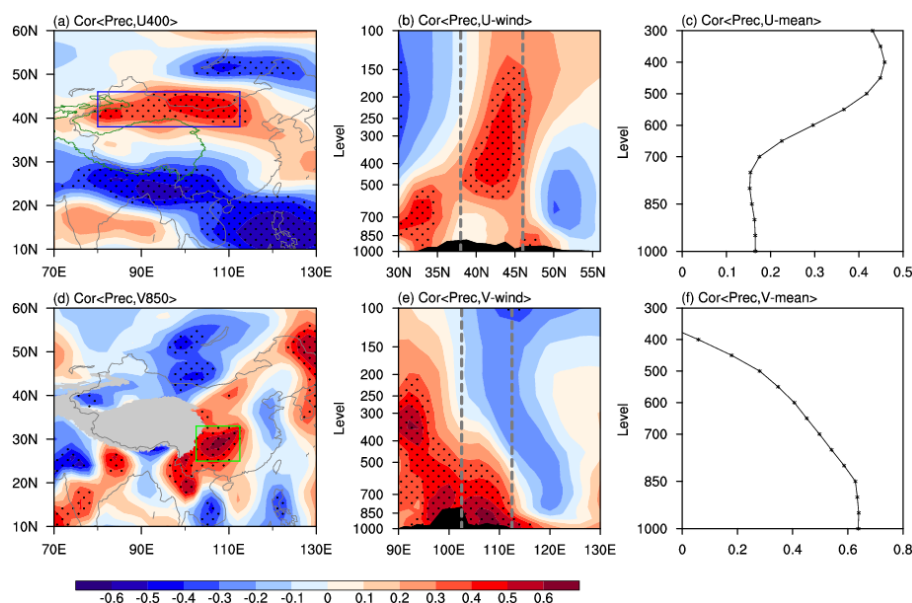 (a) Cor<Prec,U400>
60N
50N
40N
30N
20N
10N
70E 90E 110E 130E
(b) Cor<Prec,U-wind>
Level
100
150
200
250
300
400
500
700
850
1000
30N 35N 40N 45N 50N 55N
(c) Cor<Prec,U-mean>
300
400
500
600
700
850
1000
0 0.1 0.2 0.3 0.4 0.5
(d) Cor<Prec,V850>
60N
50N
40N
30N
20N
10N
70E 90E 110E 130E
(e) Cor<Prec,V-wind>
Level
100
150
200
250
300
400
500
700
850
1000
90E 100E 110E 120E 130E
(f) Cor<Prec,V-mean>
300
400
500
600
700
850
1000
0 0.2 0.4 0.6 0.8
-0.6 -0.5 -0.4 -0.3 -0.2 -0.1 0 0.1 0.2 0.3 0.4 0.5 0.6